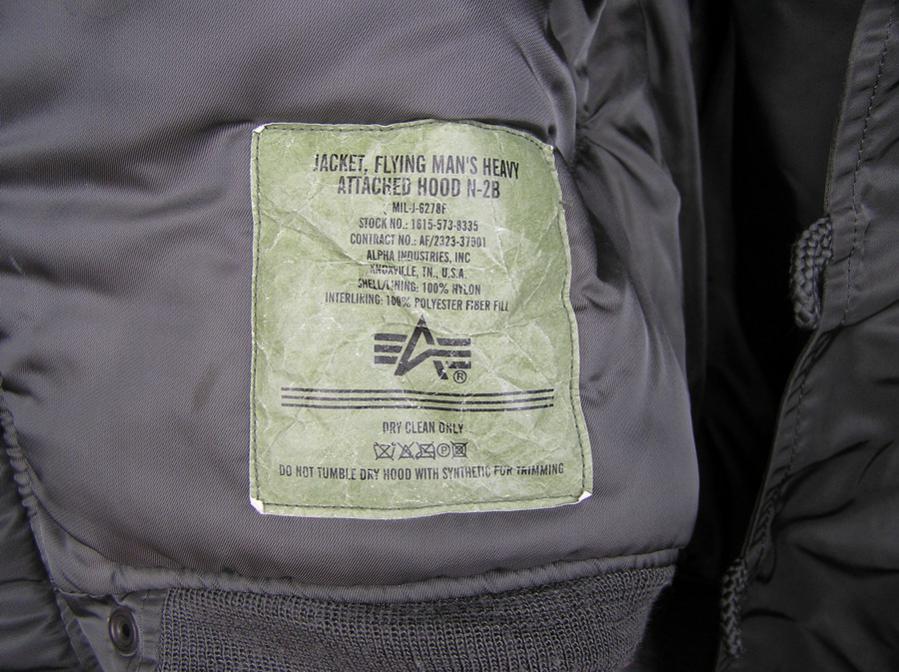 JACKET, FLYING MAN'S HEAVY
ATTACHED HOOD N-2B
MIL-J-6278F
STOCK NO.: 1615-573-8335
CONTRACT NO.: AF/2323-37901
ALPHA INDUSTRIES, INC
KNOXVILLE, TN., U.S.A.
SHELL/LINING: 100% NYLON
INTERLINING: 100% POLYESTER FIBER FILL
®
DRY CLEAN ONLY
P
DO NOT TUMBLE DRY HOOD WITH SYNTHETIC FUR TRIMMING